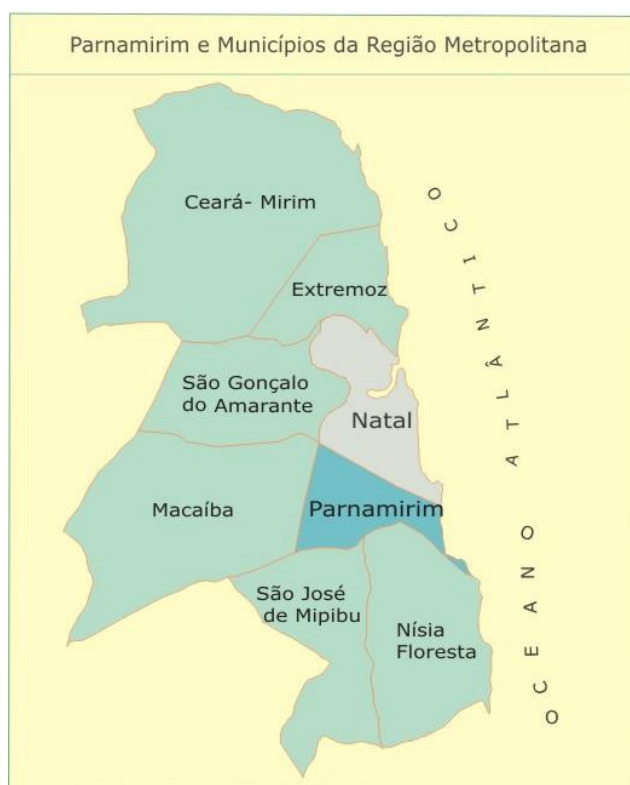 Parnamirim e Municípios da Região Metropolitana
Ceará- Mirim
Extremoz
São Gonçalo
do Amarante
Natal
Macaíba
Parnamirim
São José
de Mipibu
Nísia
Floresta
OCEANO ATLÂNTICO